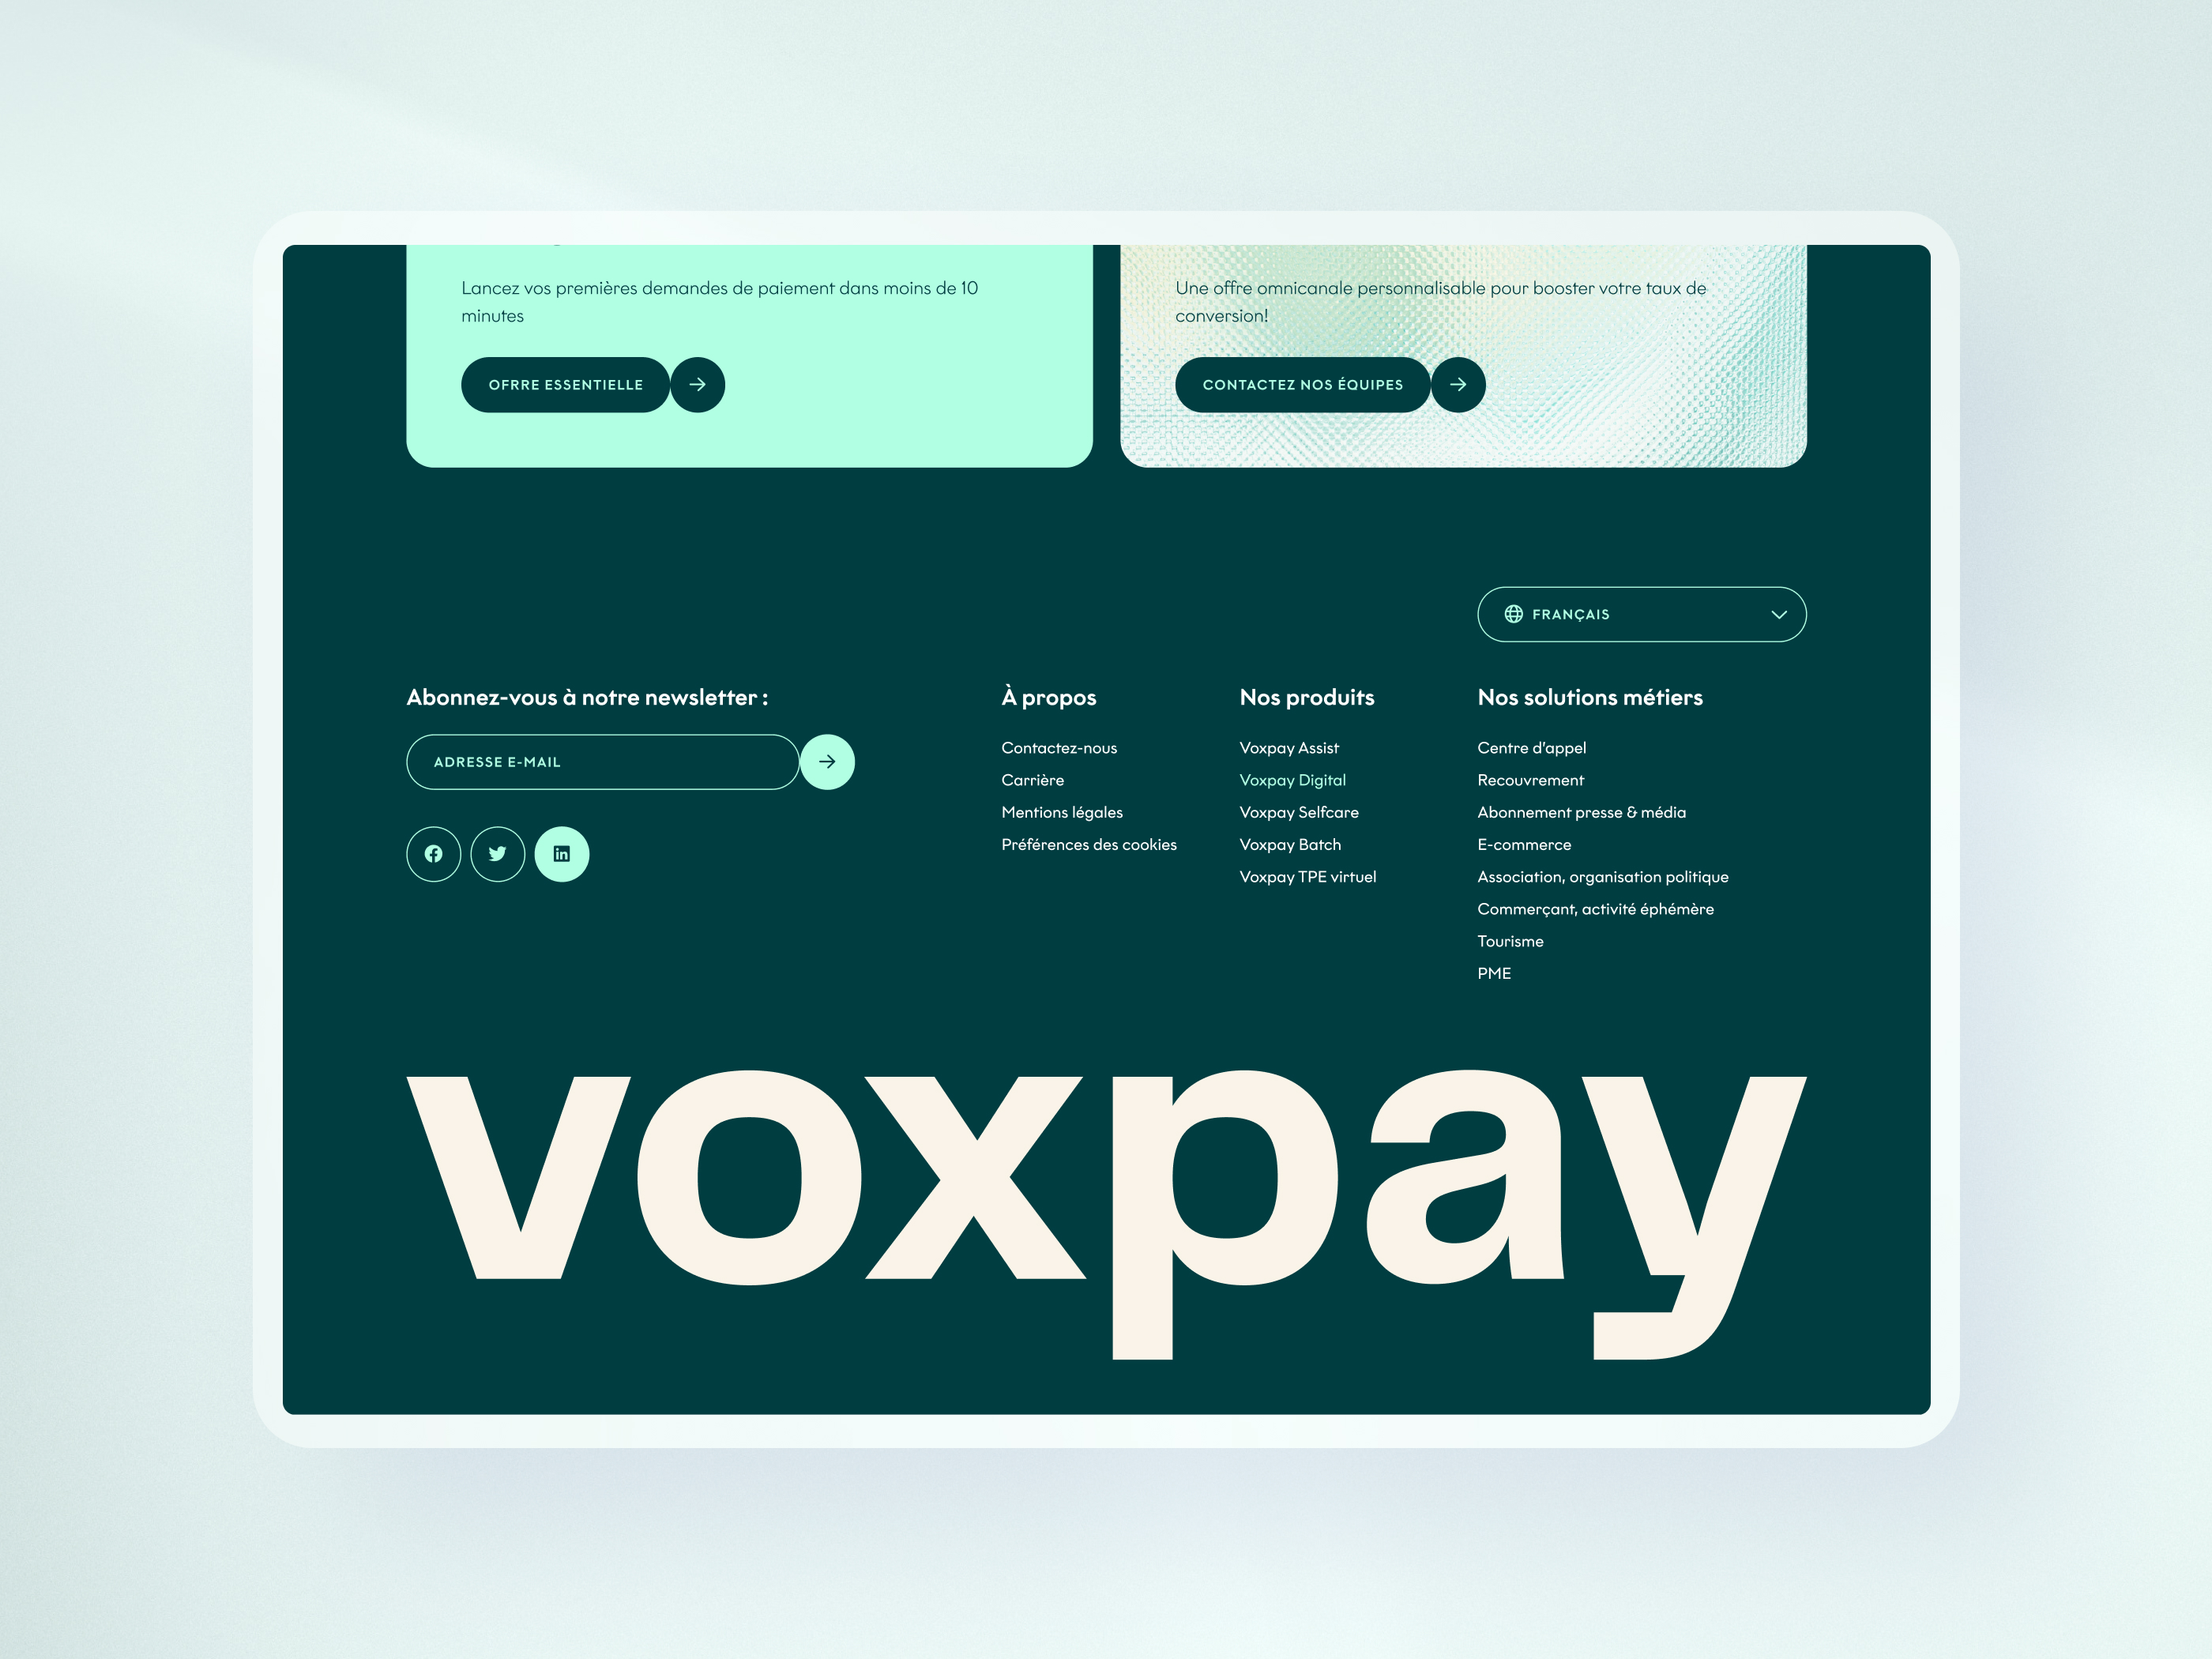 Lancez vos premières demandes de paiement dans moins de 10
minutes
OFRRE ESSENTIELLE
Une offre omnicanale personnalisable pour booster votre taux de
conversion!
CONTACTEZ NOS ÉQUIPES
FRANÇAIS
Abonnez-vous à notre newsletter :
ADRESSE E-MAIL
À propos
Contactez-nous
Carrière
Mentions légales
Préférences des cookies
Nos produits
Voxpay Assist
Voxpay Digital
Voxpay Selfcare
Voxpay Batch
Voxpay TPE virtuel
Nos solutions métiers
Centre d'appel
Recouvrement
Abonnement presse & média
E-commerce
Association, organisation politique
Commerçant, activité éphémère
Tourisme
PME
voxpay